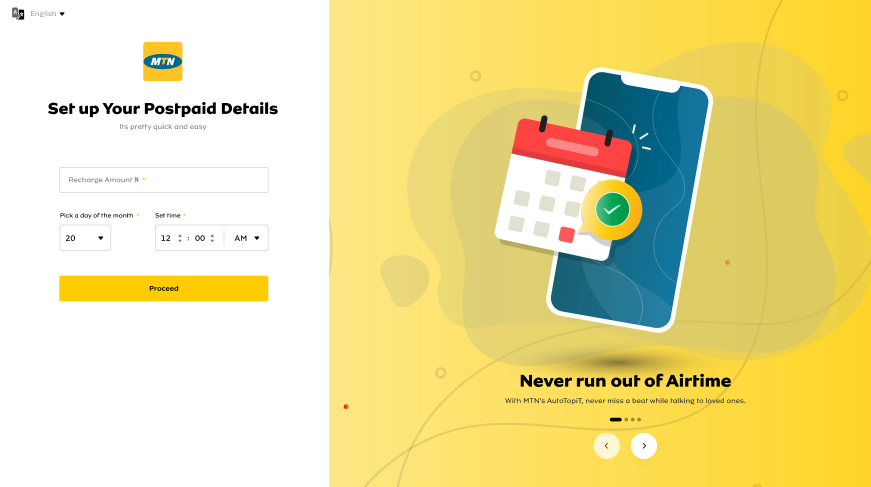 English
MTN
Set up Your Postpaid Details
Its pretty quick and easy
Recharge Amount ₦ *
Pick a day of the month *
Set time *
20
12 : 00 AM
Proceed
Never run out of Airtime
With MTN's AutoTopiT, never miss a beat while talking to loved ones.